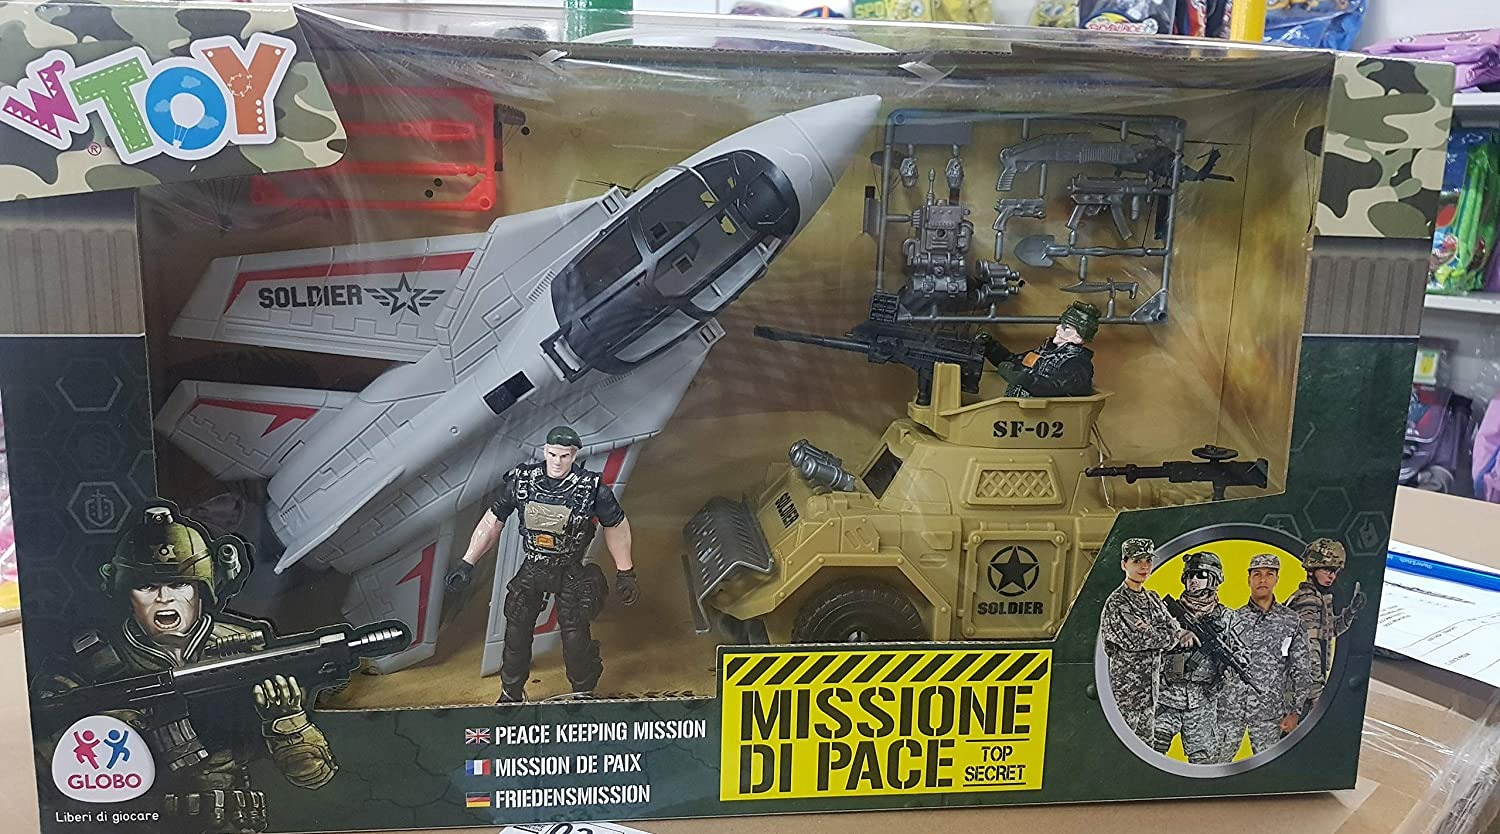 WTOY
®
SOLDIER
SF-02
SOLDIER
SOLDIER
MISSIONE
DI PACE
TOP
SECRET
PEACE KEEPING MISSION
MISSION DE PAIX
FRIEDENSMISSION
GLOBO
Liberi di giocare